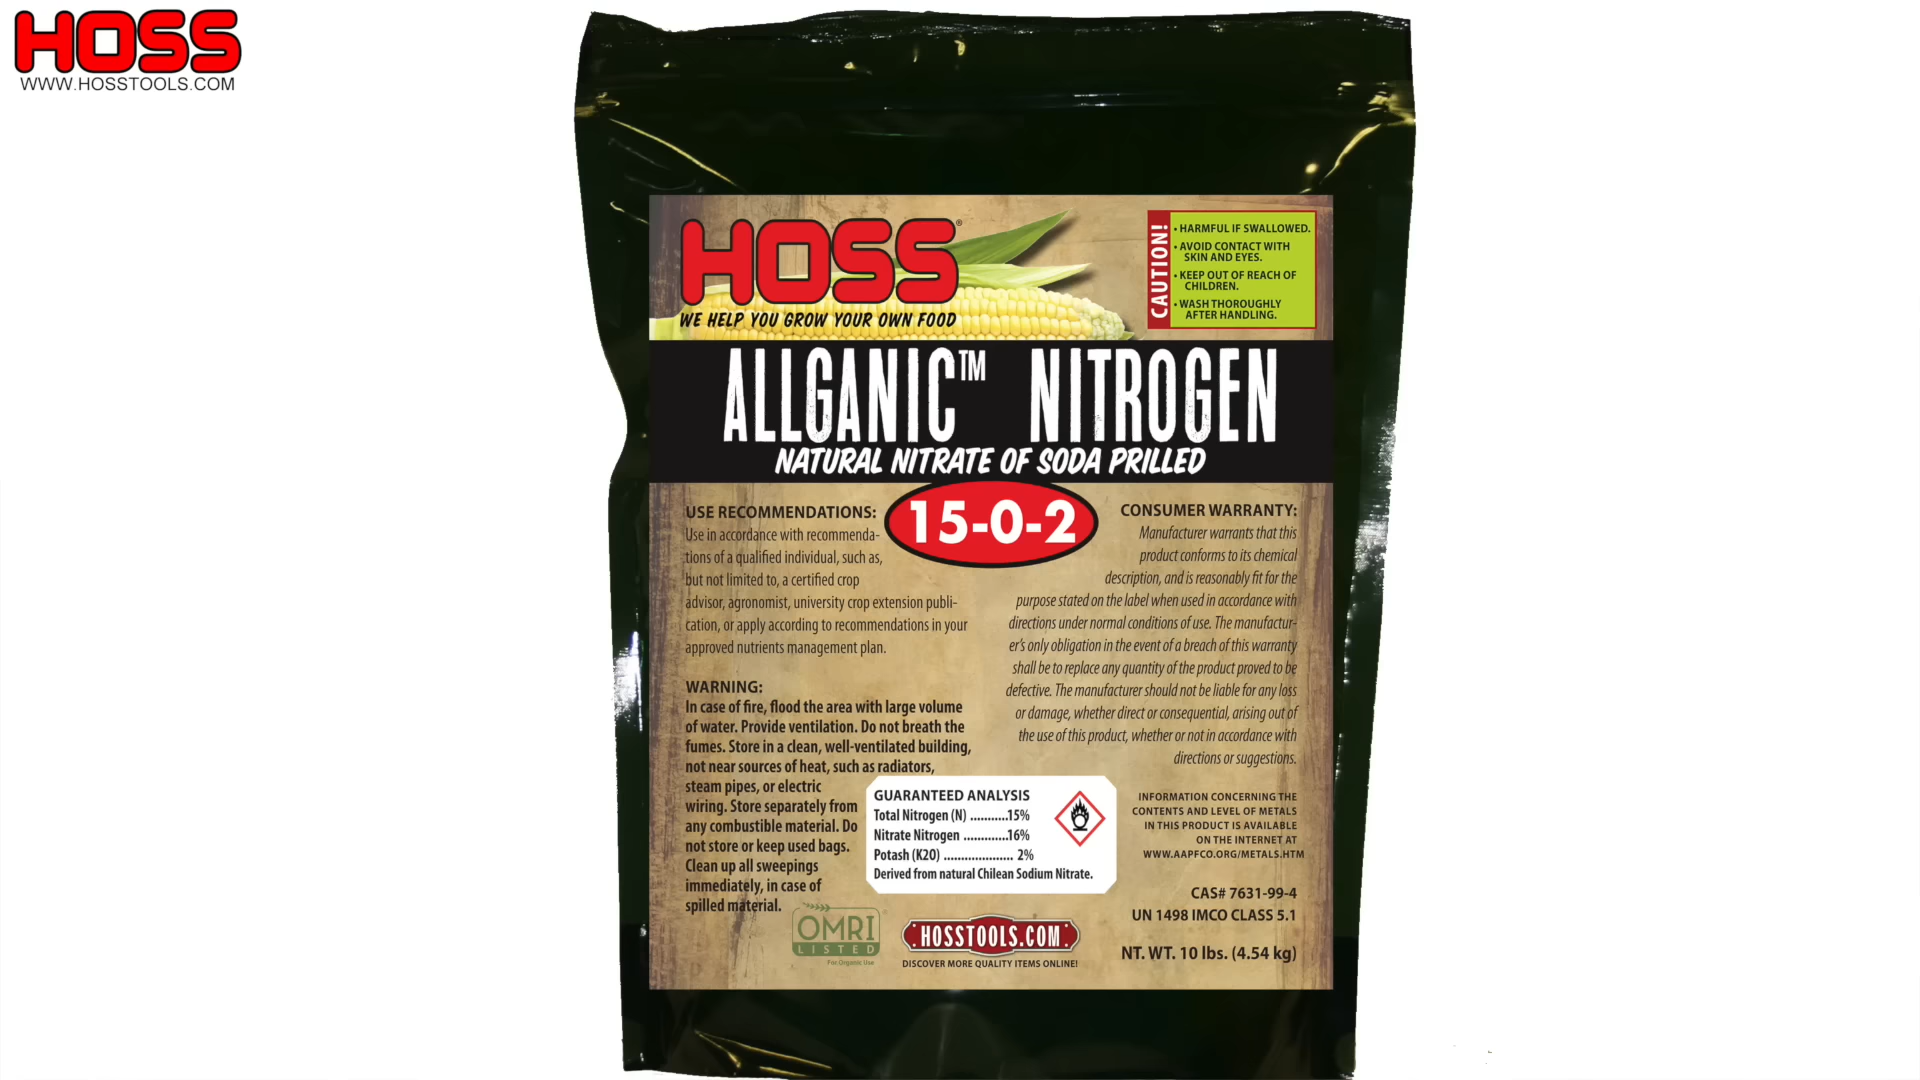 HOSS
WWW.HOSSTOOLS.COM
HOSS®
WE HELP YOU GROW YOUR OWN FOOD
CAUTION!
• HARMFUL IF SWALLOWED.
• AVOID CONTACT WITH
SKIN AND EYES.
• KEEP OUT OF REACH OF
CHILDREN.
• WASH THOROUGHLY
AFTER HANDLING.
ALLGANIC™ NITROGEN
NATURAL NITRATE OF SODA PRILLED
15-0-2
USE RECOMMENDATIONS:
Use in accordance with recommenda-
tions of a qualified individual, such as,
but not limited to, a certified crop
advisor, agronomist, university crop extension publi-
cation, or apply according to recommendations in your
approved nutrients management plan.
WARNING:
In case of fire, flood the area with large volume
of water. Provide ventilation. Do not breath the
fumes. Store in a clean, well-ventilated building,
not near sources of heat, such as radiators,
steam pipes, or electric
wiring. Store separately from
any combustible material. Do
not store or keep used bags.
Clean up all sweepings
immediately, in case of
spilled material.
CONSUMER WARRANTY:
Manufacturer warrants that this
product conforms to its chemical
description, and is reasonably fit for the
purpose stated on the label when used in accordance with
directions under normal conditions of use. The manufactur-
er's only obligation in the event of a breach of this warranty
shall be to replace any quantity of the product proved to be
defective. The manufacturer should not be liable for any loss
or damage, whether direct or consequential, arising out of
the use of this product, whether or not in accordance with
directions or suggestions.
GUARANTEED ANALYSIS
Total Nitrogen (N) ...........15%
Nitrate Nitrogen .............16%
Potash (K2O) .................... 2%
Derived from natural Chilean Sodium Nitrate.
INFORMATION CONCERNING THE
CONTENTS AND LEVEL OF METALS
IN THIS PRODUCT IS AVAILABLE
ON THE INTERNET AT
WWW.AAPFCO.ORG/METALS.HTM
CAS# 7631-99-4
UN 1498 IMCO CLASS 5.1
NT. WT. 10 lbs. (4.54 kg)
OMRI
LISTED
For Organic Use
HOSSTOOLS.COM
DISCOVER MORE QUALITY ITEMS ONLINE!